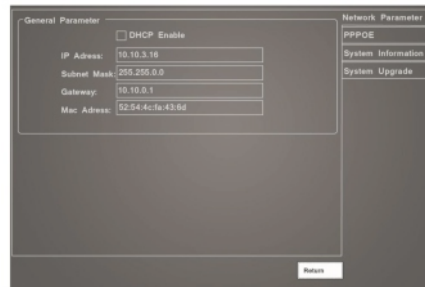 General Parameter
DHCP Enable
IP Adress: 10.10.3.16
Subnet Mask: 255.255.0.0
Gateway: 10.10.0.1
Mac Adress: 52:54:4c:fa:43:6d
Network Parameter
PPPOE
System Information
System Upgrade
Return